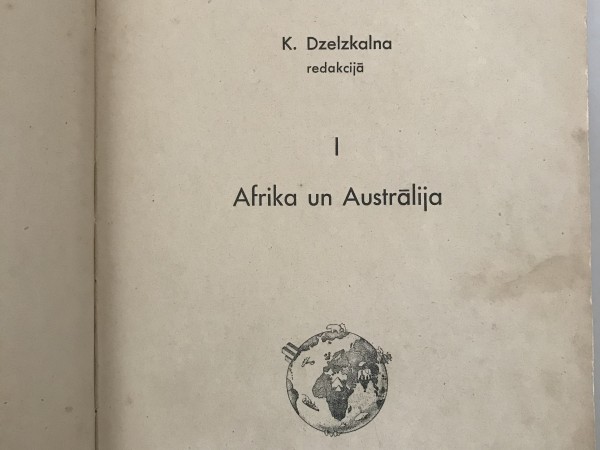 K. Dzelzkalna
redakcijā
I
Afrika un Austrālija